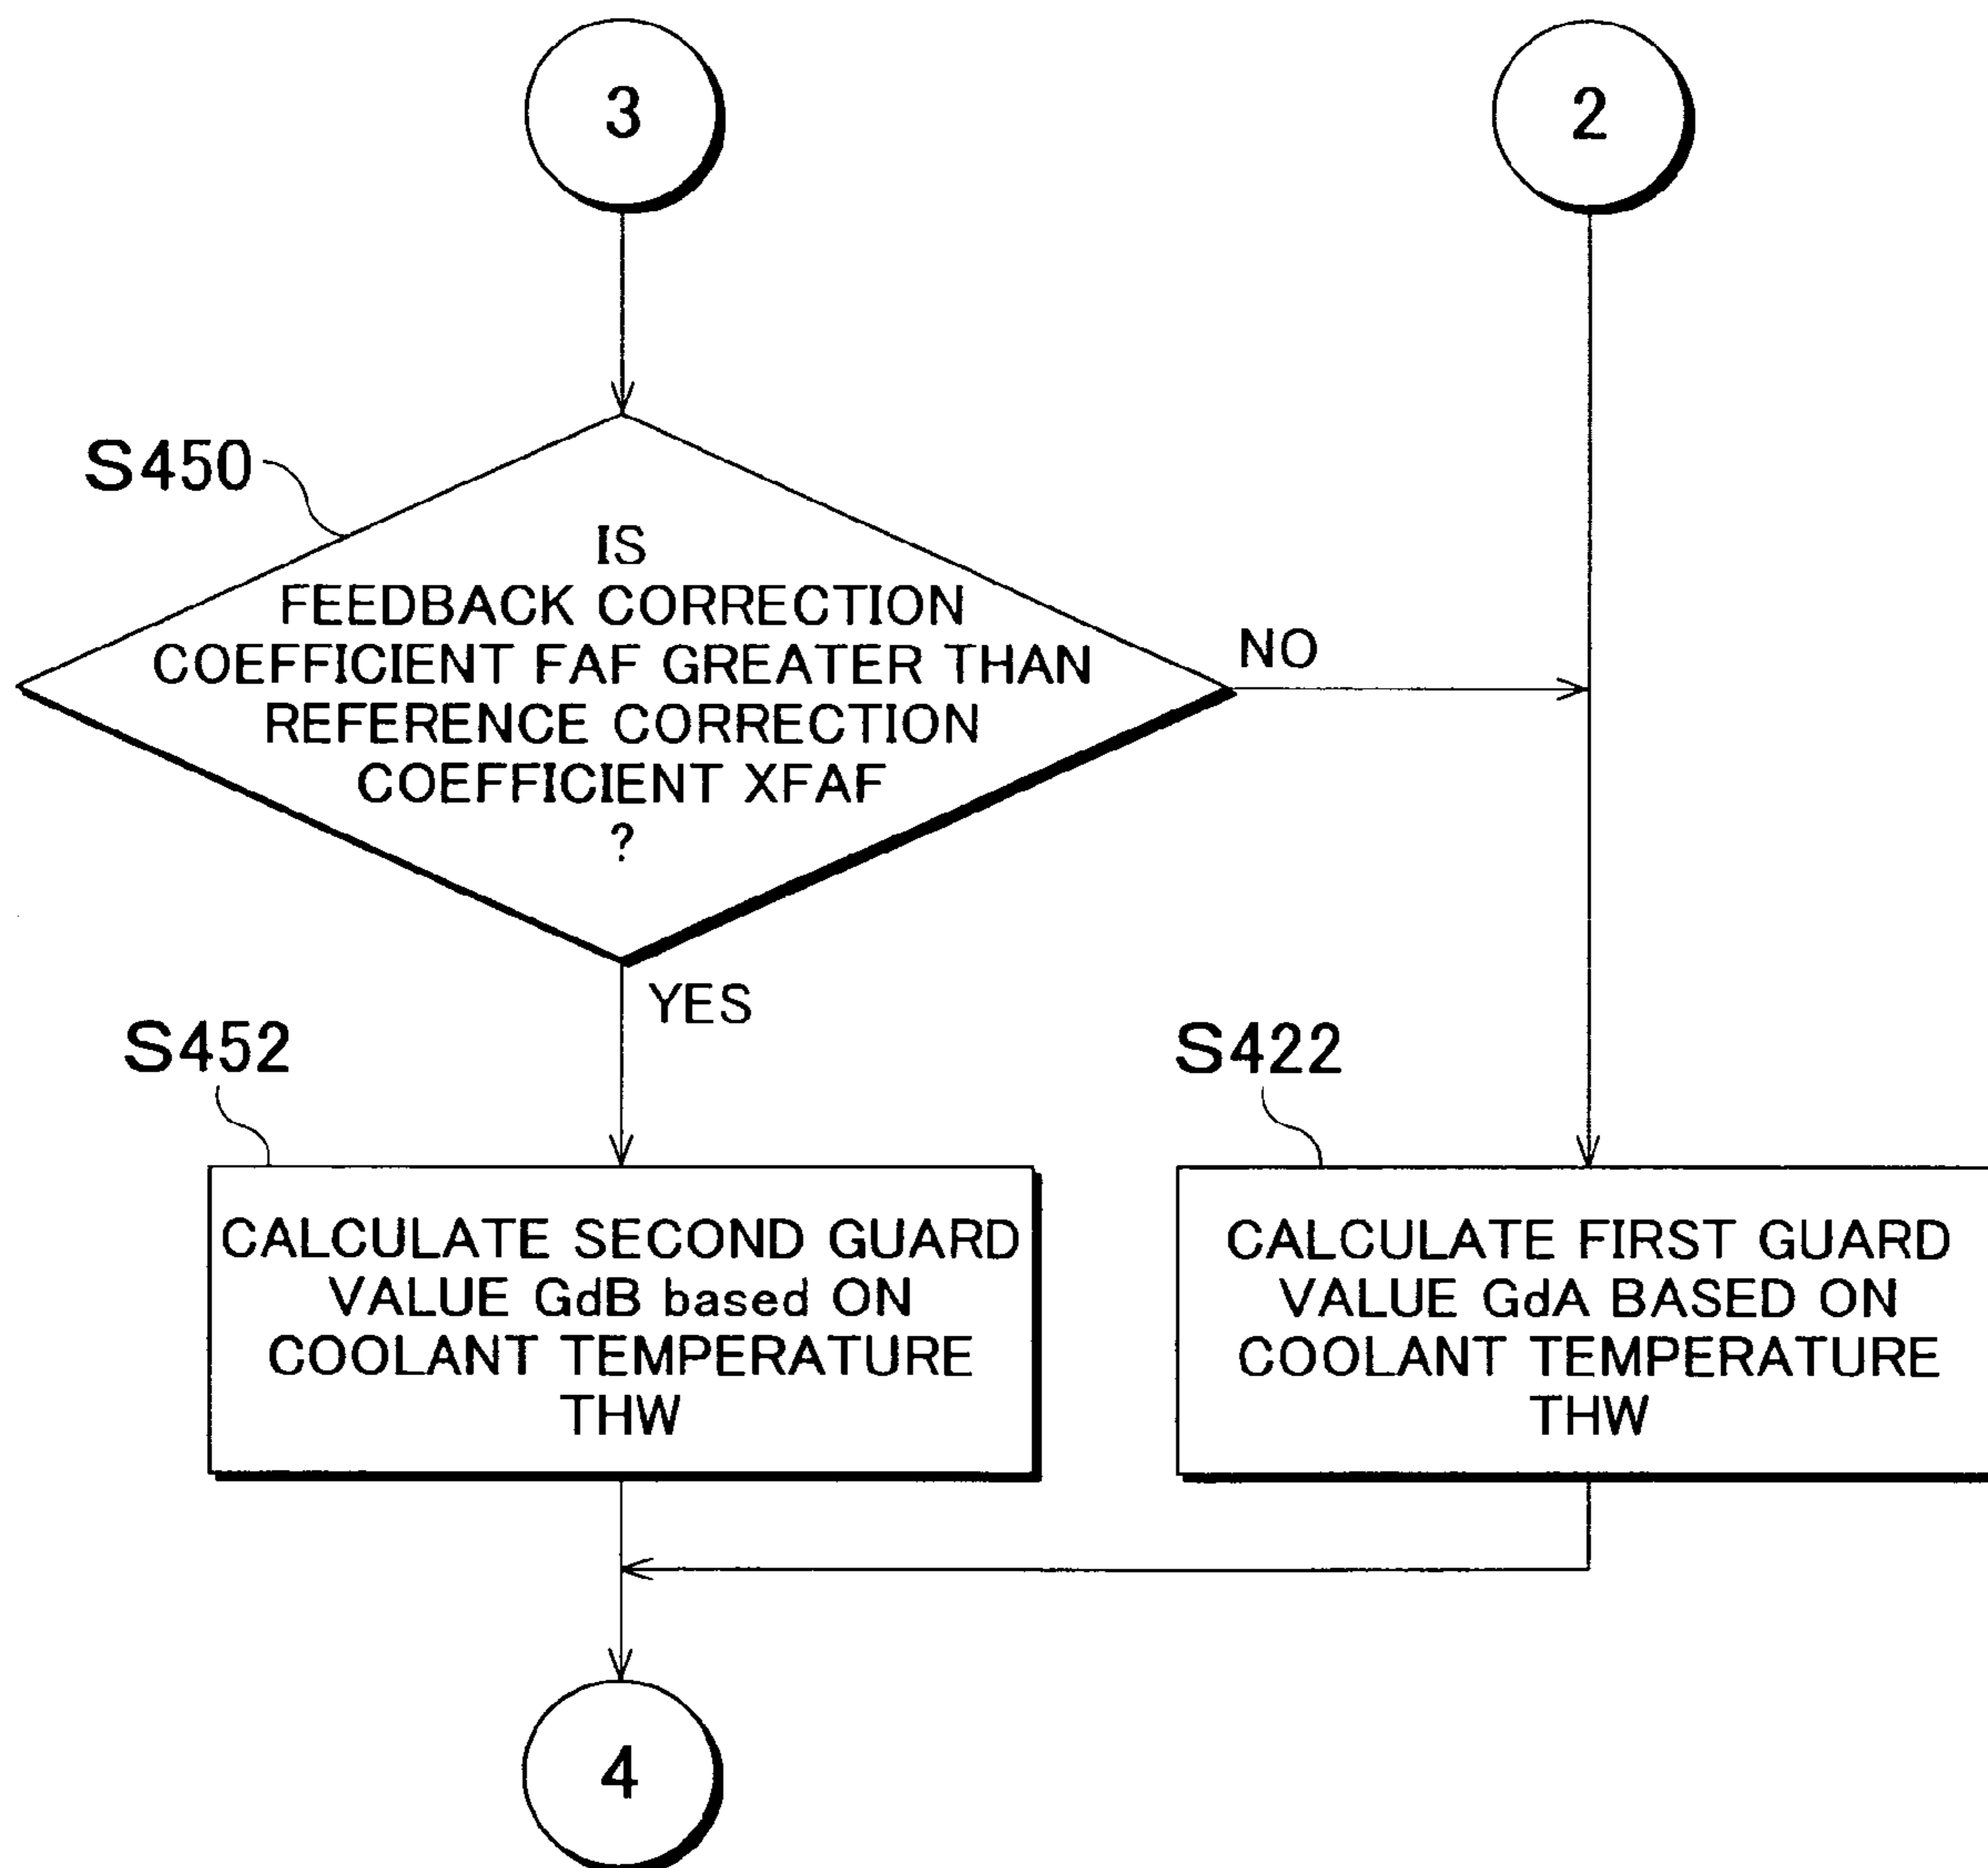 3
2
S450
IS
FEEDBACK CORRECTION
COEFFICIENT FAF GREATER THAN
REFERENCE CORRECTION
COEFFICIENT XFAF
?
NO
YES
S452
CALCULATE SECOND GUARD
VALUE GdB based ON
COOLANT TEMPERATURE
THW
S422
CALCULATE FIRST GUARD
VALUE GdA BASED ON
COOLANT TEMPERATURE
THW
4